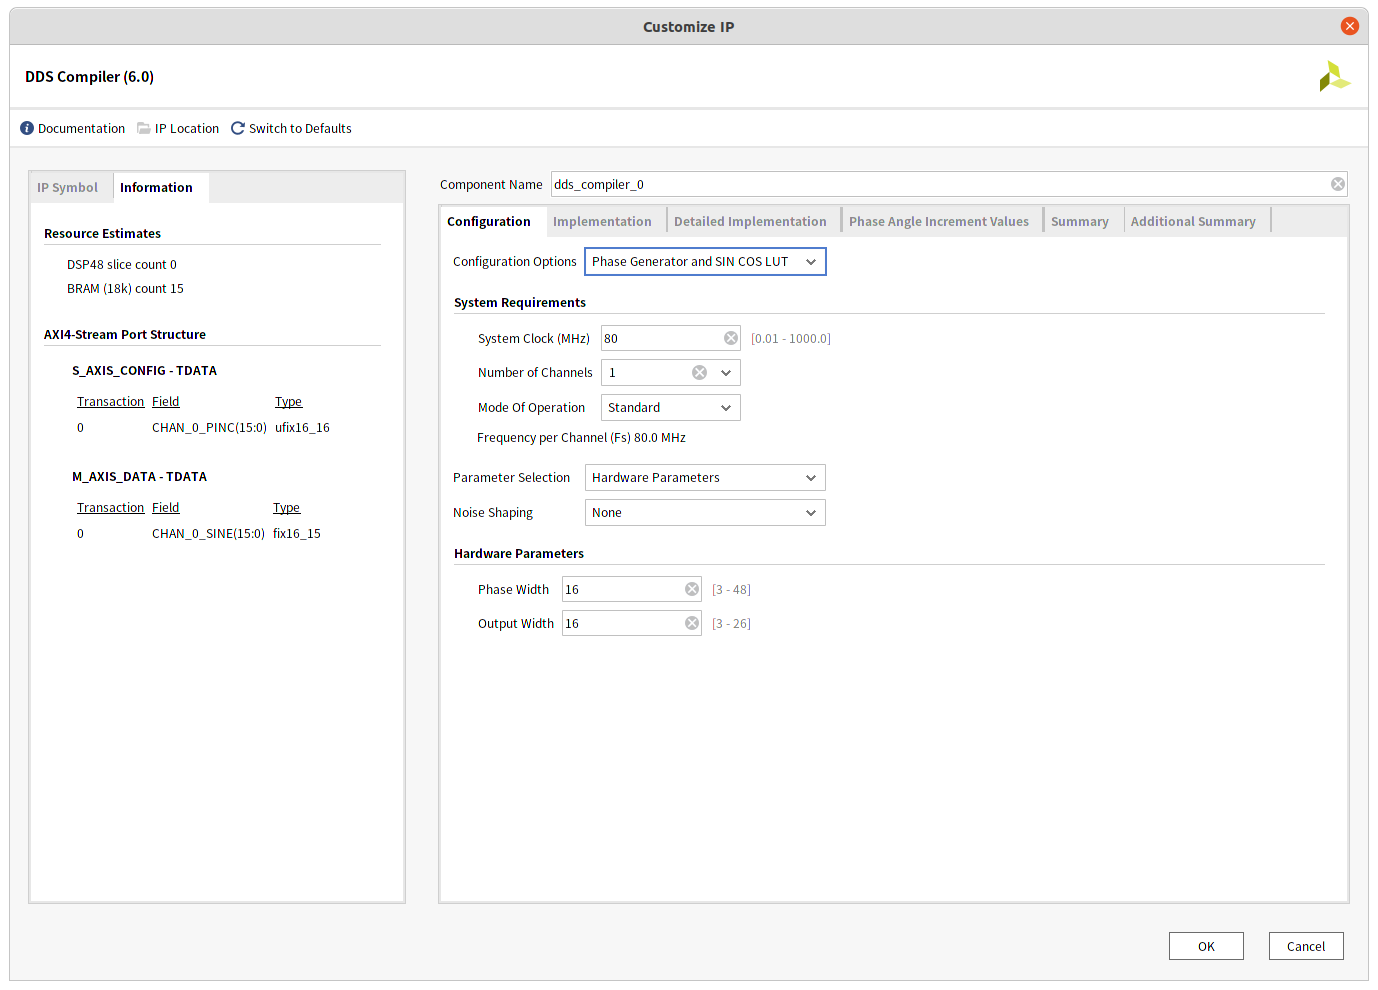 Customize IP
DDS Compiler (6.0)
Documentation IP Location Switch to Defaults
IP Symbol Information
Resource Estimates
DSP48 slice count 0
BRAM (18k) count 15
AXI4-Stream Port Structure
S_AXIS_CONFIG - TDATA
Transaction Field Type
0 CHAN_0_PINC(15:0) ufix16_16
M_AXIS_DATA - TDATA
Transaction Field Type
0 CHAN_0_SINE(15:0) fix16_15
Component Name dds_compiler_0
Configuration Implementation Detailed Implementation Phase Angle Increment Values Summary Additional Summary
Configuration Options Phase Generator and SIN COS LUT
System Requirements
System Clock (MHz) 80 [0.01 - 1000.0]
Number of Channels 1
Mode Of Operation Standard
Frequency per Channel (Fs) 80.0 MHz
Parameter Selection Hardware Parameters
Noise Shaping None
Hardware Parameters
Phase Width 16 [3 - 48]
Output Width 16 [3 - 26]
OK Cancel